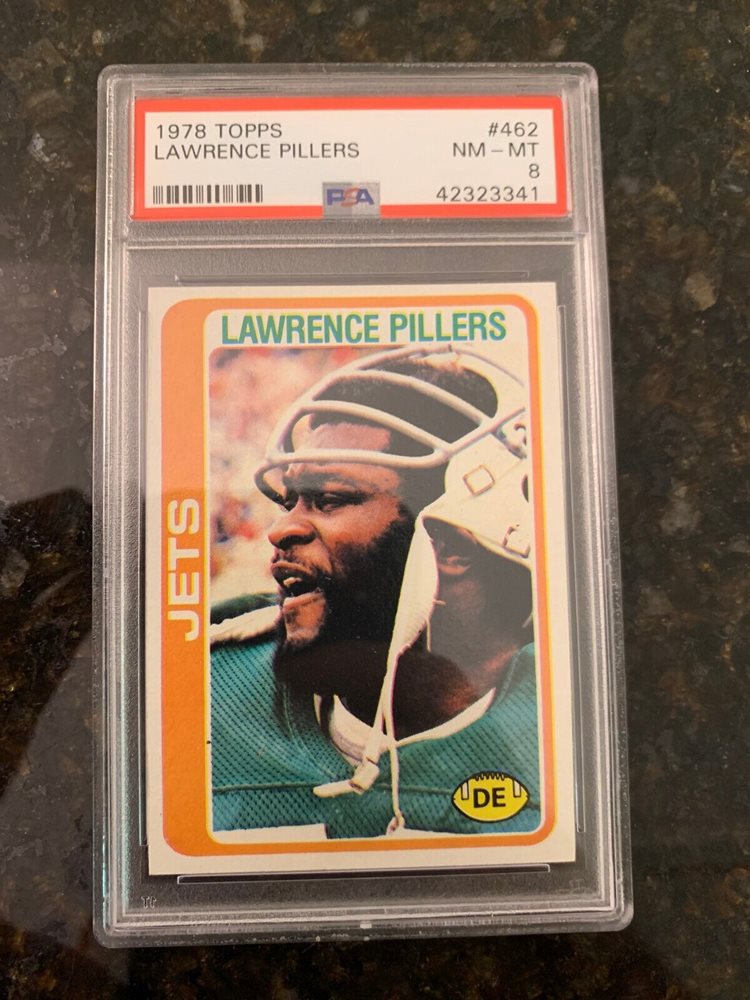 1978 TOPPS #462
LAWRENCE PILLERS NM - MT
8
PSA 42323341
LAWRENCE PILLERS
JETS
DE